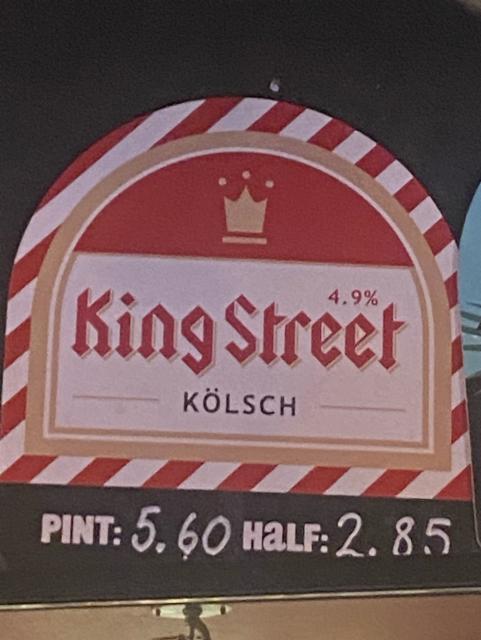 4.9%
King Street
KÖLSCH
PINT: 5.60 HALF: 2.85